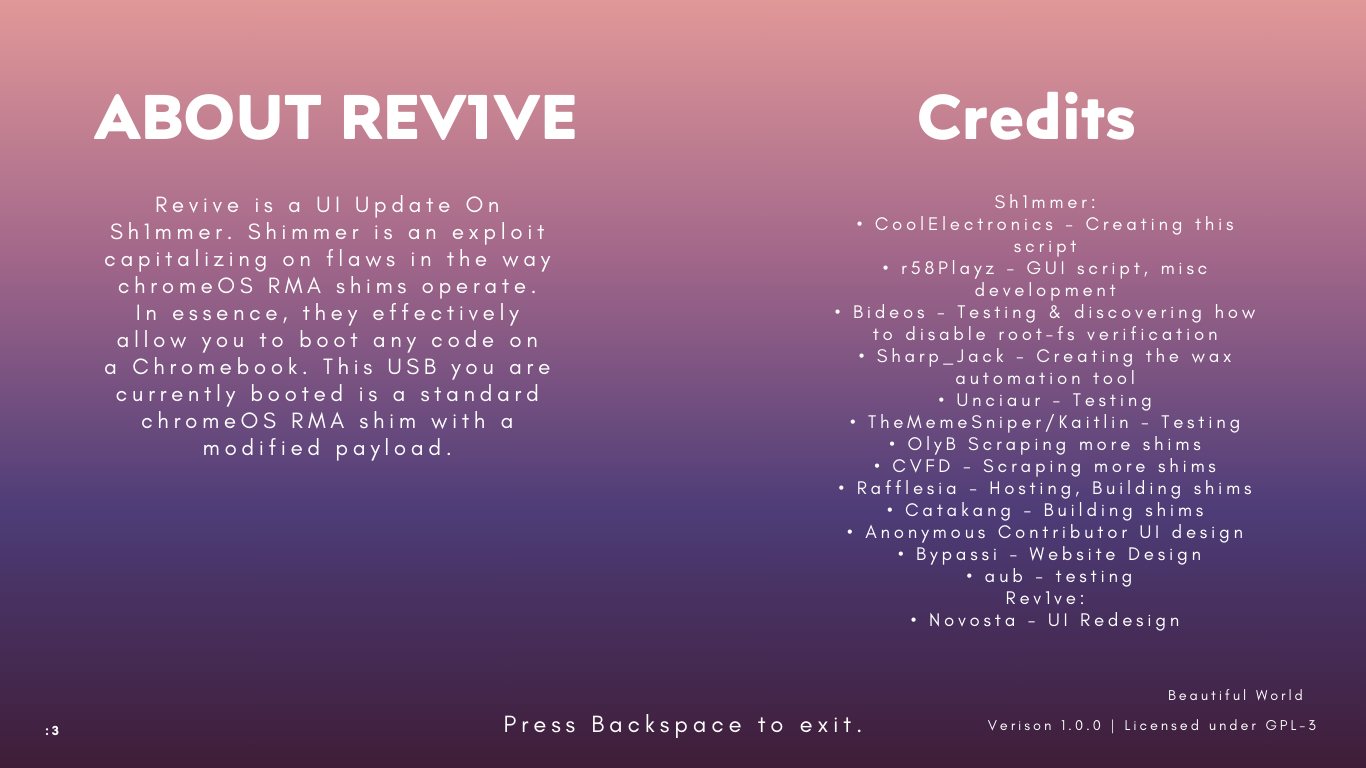 ABOUT REV1VE
Revive is a UI Update On
Sh1mmer. Shimmer is an exploit
capitalizing on flaws in the way
chromeOS RMA shims operate.
In essence, they effectively
allow you to boot any code on
a Chromebook. This USB you are
currently booted is a standard
chromeOS RMA shim with a
modified payload.
Credits
Sh1mmer:
• CoolElectronics - Creating this
script
• r58Playz - GUI script, misc
development
• Bideos - Testing & discovering how
to disable root-fs verification
• Sharp_Jack - Creating the wax
automation tool
• Unciaur - Testing
• TheMemeSniper/Kaitlin - Testing
• OlyB Scraping more shims
• CVFD - Scraping more shims
• Rafflesia - Hosting, Building shims
• Catakang - Building shims
• Anonymous Contributor UI design
• Bypassi - Website Design
• aub - testing
Rev1ve:
• Novosta - UI Redesign
Beautiful World
:3
Press Backspace to exit.
Verison 1.0.0 | Licensed under GPL-3